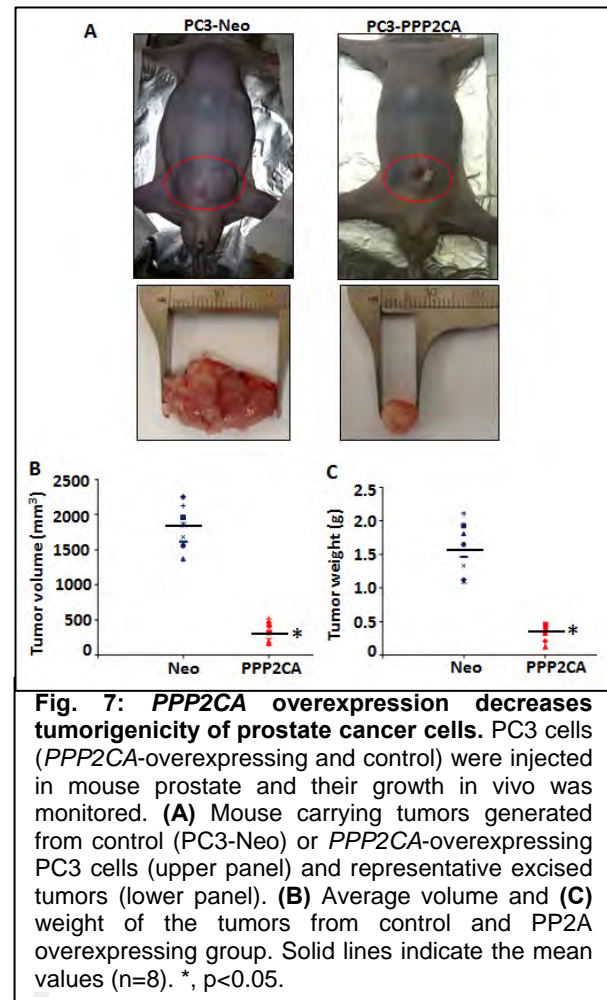 A
PC3-Neo
PC3-PPP2CA
B
C
Tumor volume (mm³)
2500
2000
1500
1000
500
0
Neo
PPP2CA
*
Tumor weight (g)
2.5
2.0
1.5
1.0
0.5
0
Neo
PPP2CA
*
Fig. 7: PPP2CA overexpression decreases
tumorigenicity of prostate cancer cells. PC3 cells
(PPP2CA-overexpressing and control) were injected
in mouse prostate and their growth in vivo was
monitored. (A) Mouse carrying tumors generated
from control (PC3-Neo) or PPP2CA-overexpressing
PC3 cells (upper panel) and representative excised
tumors (lower panel). (B) Average volume and (C)
weight of the tumors from control and PP2A
overexpressing group. Solid lines indicate the mean
values (n=8). *, p<0.05.